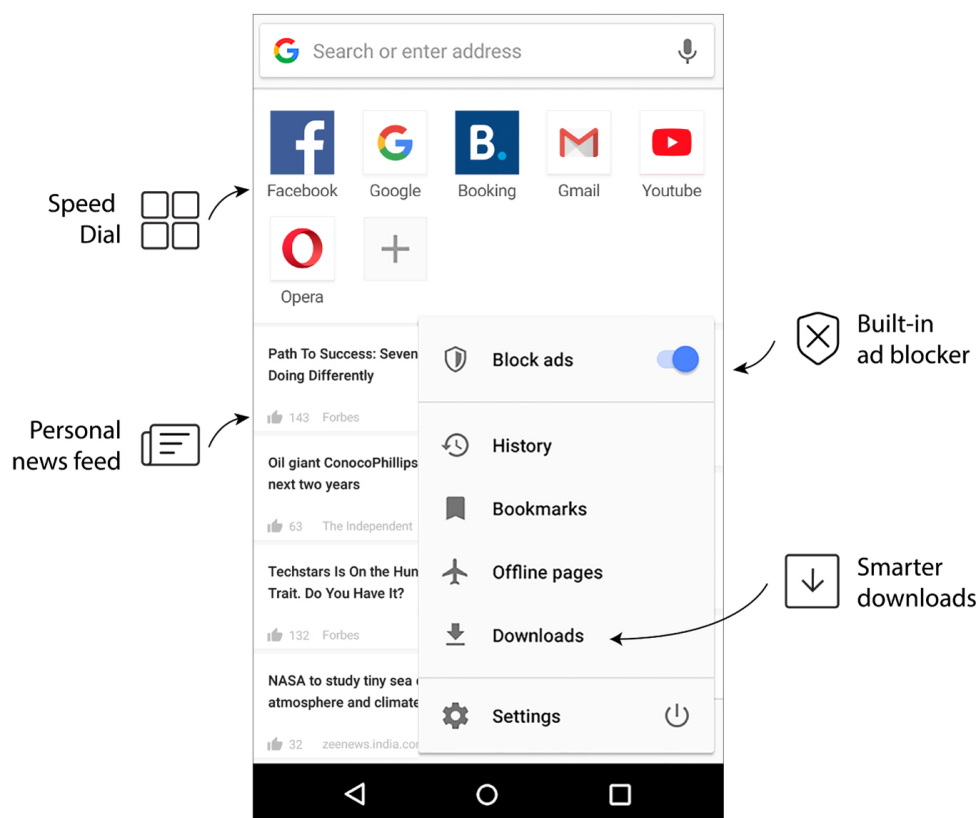 Search or enter address
Facebook
Google
B.
Booking
Gmail
Youtube
Opera
Speed
Dial
Path To Success: Seven
Doing Differently
143 Forbes
Personal
news feed
Oil giant ConocoPhillips
next two years
63 The Independent
Techstars Is On the Hun
Trait. Do You Have It?
132 Forbes
NASA to study tiny sea
atmosphere and climate
32 zeenews.india.co
Block ads
History
Bookmarks
Offline pages
Downloads
Settings
Built-in
ad blocker
Smarter
downloads